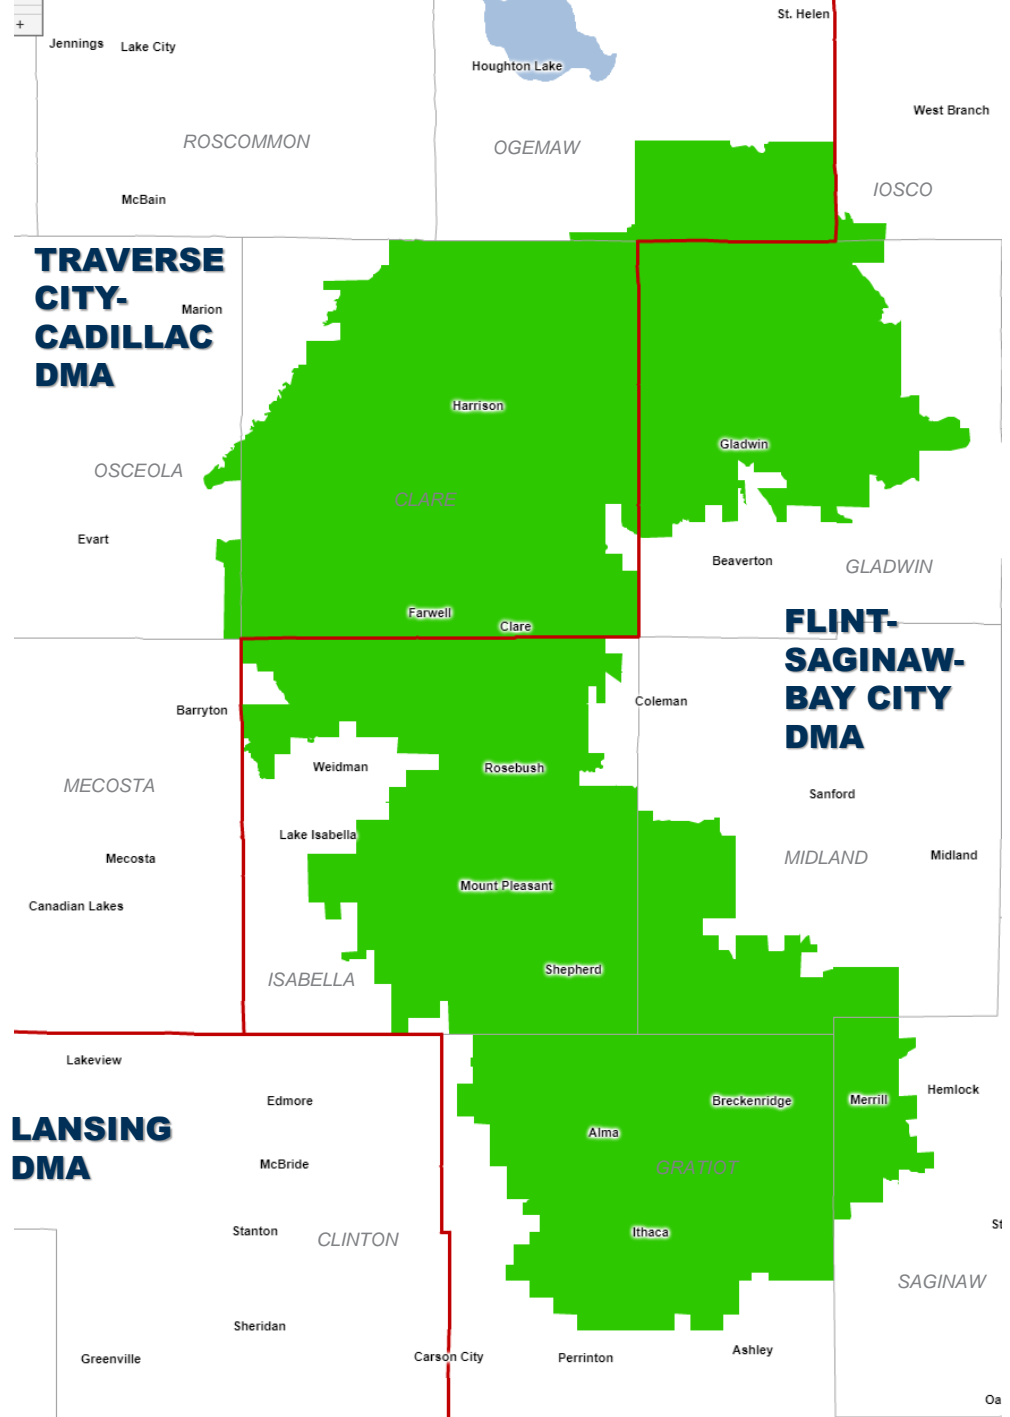 +
St. Helen
Jennings
Lake City
Houghton Lake
West Branch
ROSCOMMON
OGEMAW
IOSCO
McBain
TRAVERSE
CITY-
CADILLAC
DMA
Marion
Harrison
Gladwin
OSCEOLA
CLARE
Evart
Beaverton
GLADWIN
Farwell
Clare
FLINT-
SAGINAW-
BAY CITY
DMA
Coleman
Barryton
Weidman
Rosebush
MECOSTA
Sanford
Lake Isabella
Mecosta
MIDLAND
Midland
Mount Pleasant
Canadian Lakes
Shepherd
ISABELLA
Lakeview
Hemlock
Edmore
Breckenridge
Merrill
LANSING
DMA
Alma
McBride
GRATIOT
Stanton
CLINTON
Ithaca
St
SAGINAW
Sheridan
Greenville
Carson City
Perrinton
Ashley
Oa